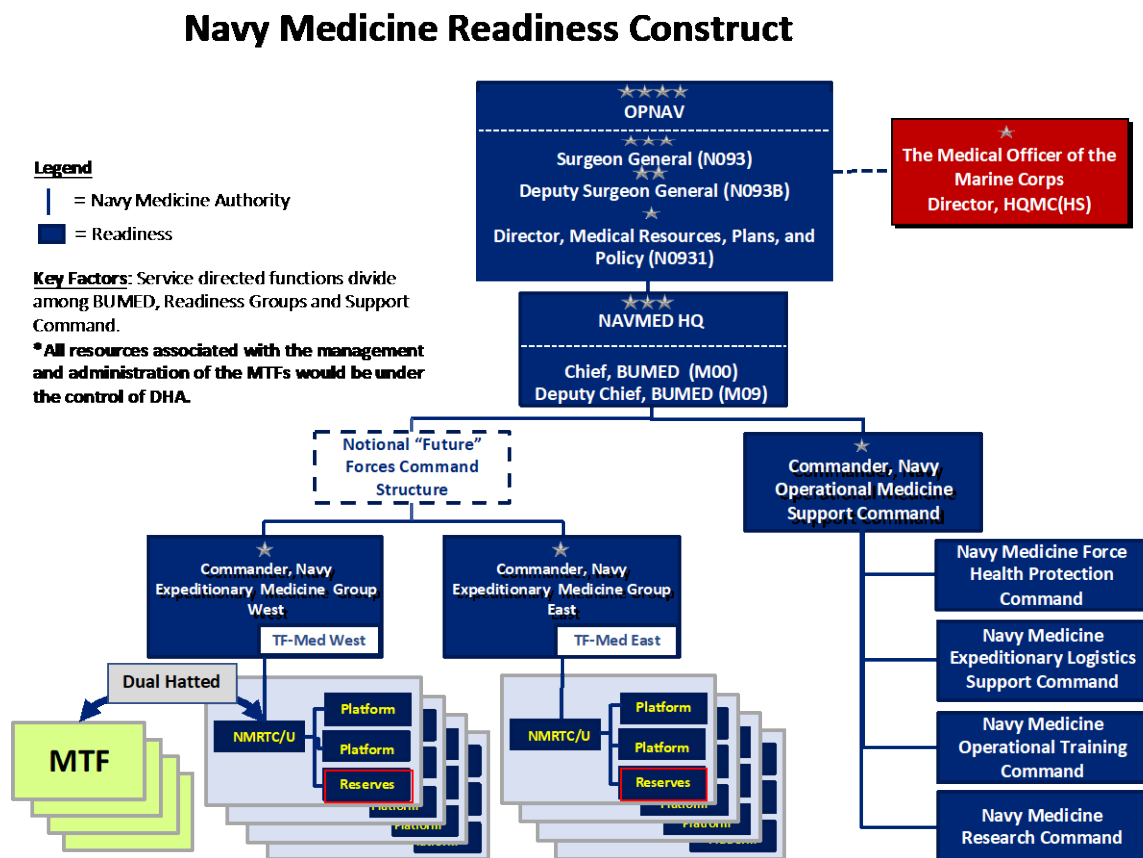 Navy Medicine Readiness Construct
OPNAV
Surgeon General (N093)
Deputy Surgeon General (N093B)
Director, Medical Resources, Plans, and
Policy (N0931)
The Medical Officer of the
Marine Corps
Director, HQMC(HS)
Legend
= Navy Medicine Authority
= Readiness
Key Factors: Service directed functions divide
among BUMED, Readiness Groups and Support
Command.
*All resources associated with the management
and administration of the MTFs would be under
the control of DHA.
NAVMED HQ
Chief, BUMED (M00)
Deputy Chief, BUMED (M09)
Notional “Future”
Forces Command
Structure
Commander, Navy
Operational Medicine
Support Command
Commander, Navy
Expeditionary Medicine Group
West
TF-Med West
Commander, Navy
Expeditionary Medicine Group
East
TF-Med East
Navy Medicine Force
Health Protection
Command
Navy Medicine
Expeditionary Logistics
Support Command
Navy Medicine
Operational Training
Command
Navy Medicine
Research Command
Dual Hatted
MTF
NMRTC/U
Platform
Platform
Reserves
NMRTC/U
Platform
Platform
Reserves